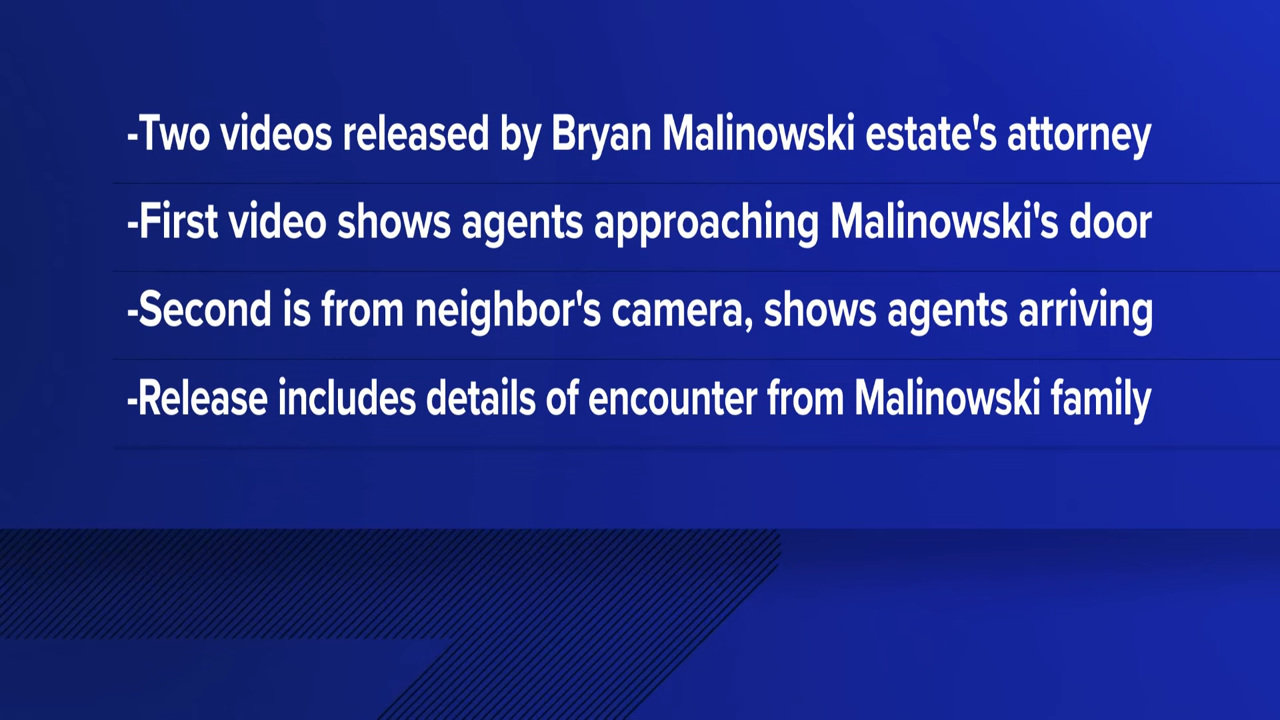 -Two videos released by Bryan Malinowski estate's attorney
-First video shows agents approaching Malinowski's door
-Second is from neighbor's camera, shows agents arriving
-Release includes details of encounter from Malinowski family